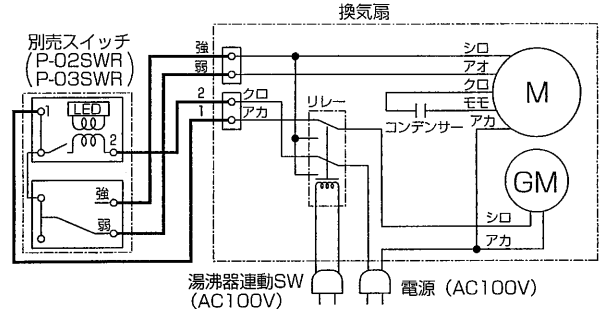 換気扇
別売スイッチ
(P-02SWR)
(P-03SWR)
LED
1
2
強
弱
強
弱
2
クロ
1
アカ
リレー
シロ
アオ
クロ
モモ
コンデンサー
アカ
M
GM
シロ
アカ
湯沸器連動SW
(AC100V)
電源 (AC100V)